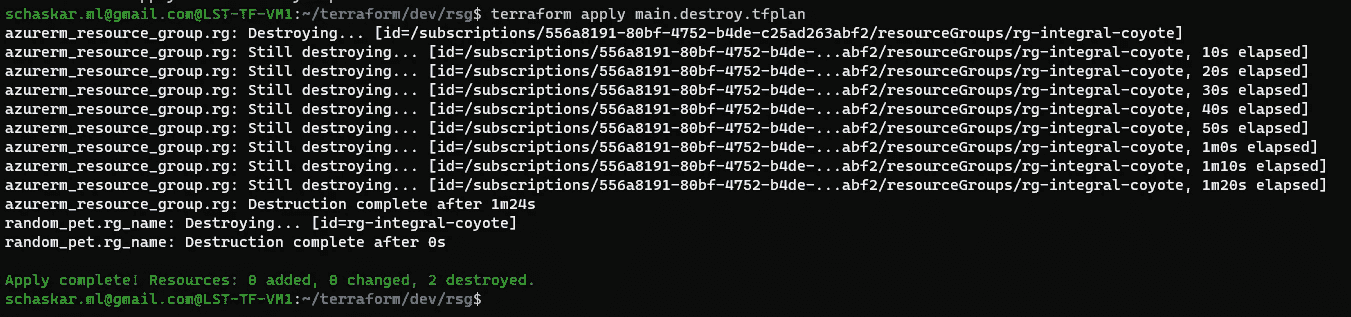 schaskar.ml@gmail.com@LST-TF-VM1:~/terraform/dev/rsg$ terraform apply main.destroy.tfplan
azurerm_resource_group.rg: Destroying... [id=/subscriptions/556a8191-80bf-4752-b4de-c25ad263abf2/resourceGroups/rg-integral-coyote]
azurerm_resource_group.rg: Still destroying... [id=/subscriptions/556a8191-80bf-4752-b4de-...abf2/resourceGroups/rg-integral-coyote, 10s elapsed]
azurerm_resource_group.rg: Still destroying... [id=/subscriptions/556a8191-80bf-4752-b4de-...abf2/resourceGroups/rg-integral-coyote, 20s elapsed]
azurerm_resource_group.rg: Still destroying... [id=/subscriptions/556a8191-80bf-4752-b4de-...abf2/resourceGroups/rg-integral-coyote, 30s elapsed]
azurerm_resource_group.rg: Still destroying... [id=/subscriptions/556a8191-80bf-4752-b4de-...abf2/resourceGroups/rg-integral-coyote, 40s elapsed]
azurerm_resource_group.rg: Still destroying... [id=/subscriptions/556a8191-80bf-4752-b4de-...abf2/resourceGroups/rg-integral-coyote, 50s elapsed]
azurerm_resource_group.rg: Still destroying... [id=/subscriptions/556a8191-80bf-4752-b4de-...abf2/resourceGroups/rg-integral-coyote, 1m0s elapsed]
azurerm_resource_group.rg: Still destroying... [id=/subscriptions/556a8191-80bf-4752-b4de-...abf2/resourceGroups/rg-integral-coyote, 1m10s elapsed]
azurerm_resource_group.rg: Still destroying... [id=/subscriptions/556a8191-80bf-4752-b4de-...abf2/resourceGroups/rg-integral-coyote, 1m20s elapsed]
azurerm_resource_group.rg: Destruction complete after 1m24s
random_pet.rg_name: Destroying... [id=rg-integral-coyote]
random_pet.rg_name: Destruction complete after 0s
Apply complete! Resources: 0 added, 0 changed, 2 destroyed.
schaskar.ml@gmail.com@LST-TF-VM1:~/terraform/dev/rsg$